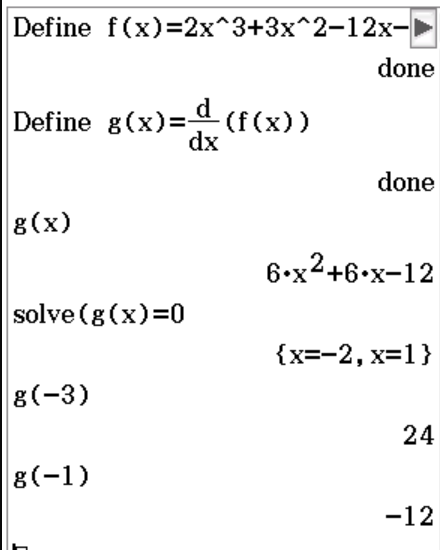 Define f(x)=2x^3+3x^2−12x−▶
done
Define g(x)=d/dx(f(x))
done
g(x)
6·x^2+6·x−12
solve(g(x)=0
{x=−2, x=1}
g(−3)
24
g(−1)
−12